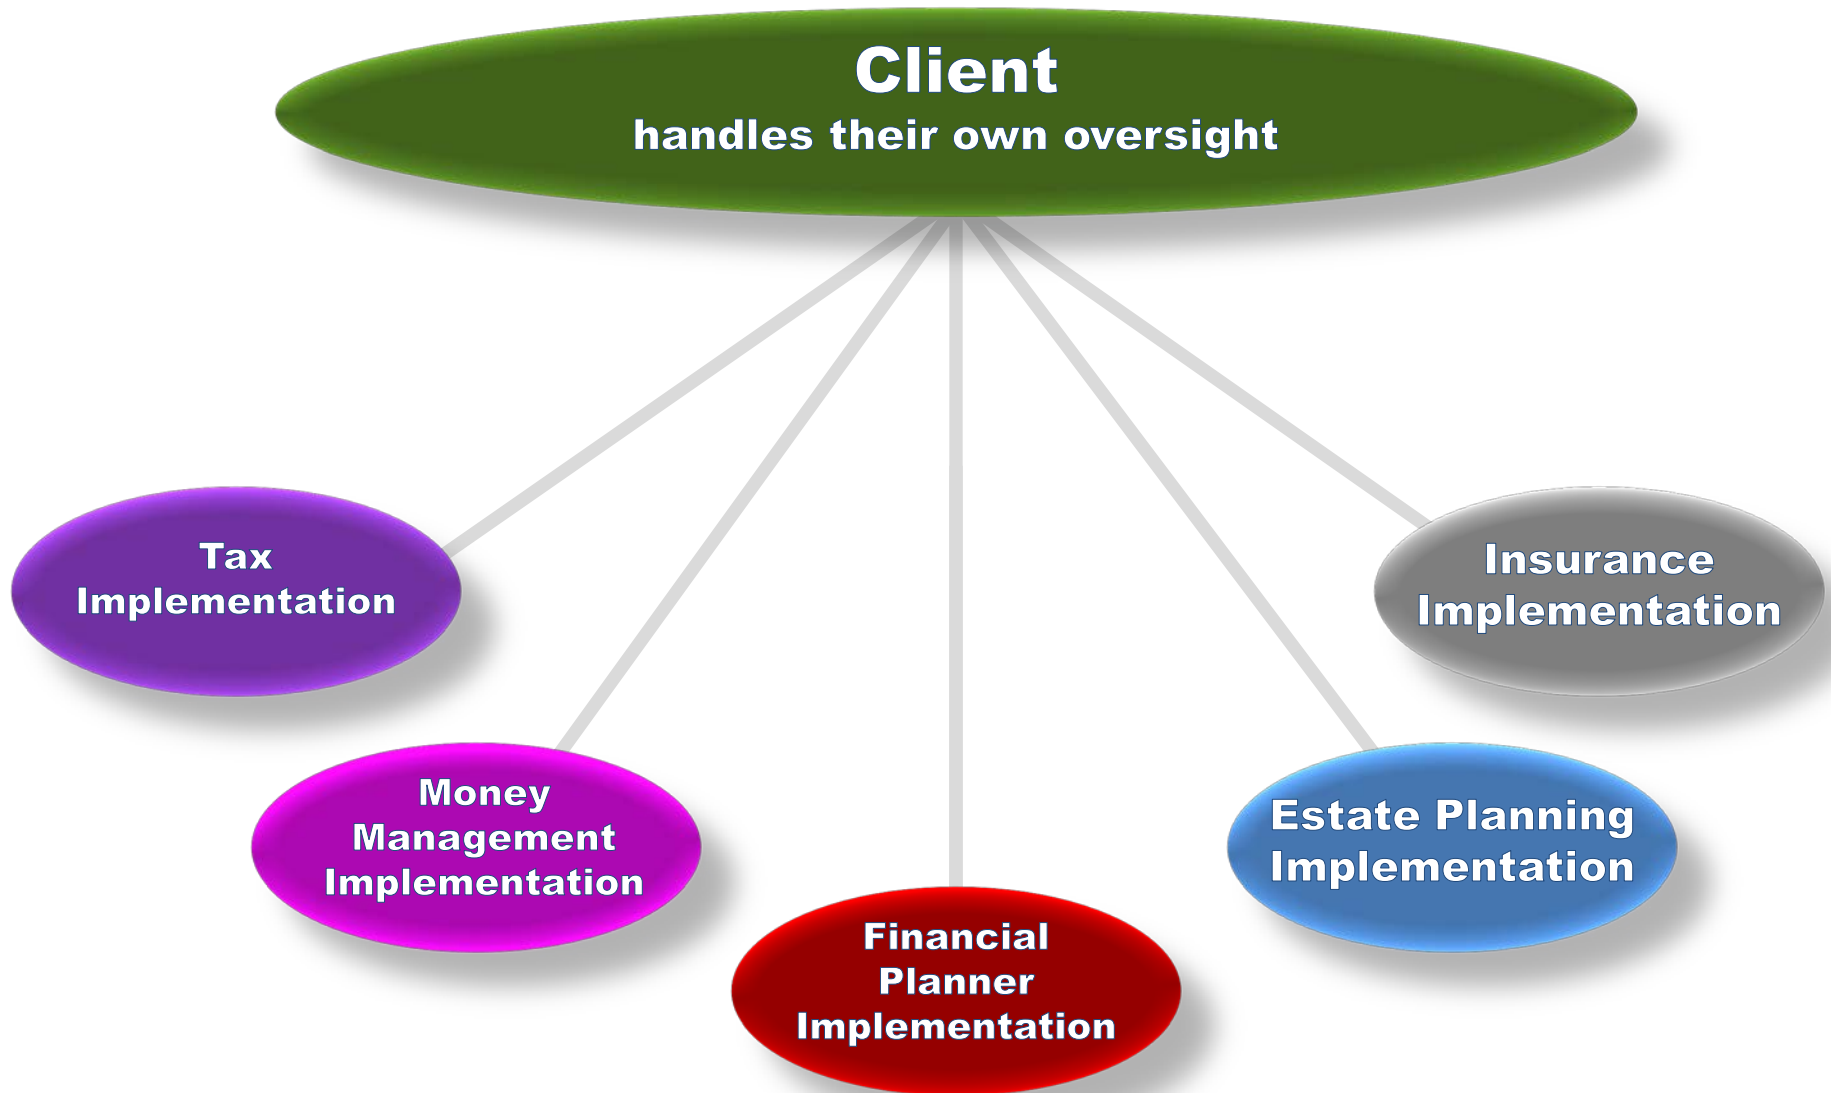 Client
handles their own oversight
Tax
Implementation
Insurance
Implementation
Money
Management
Implementation
Estate Planning
Implementation
Financial
Planner
Implementation